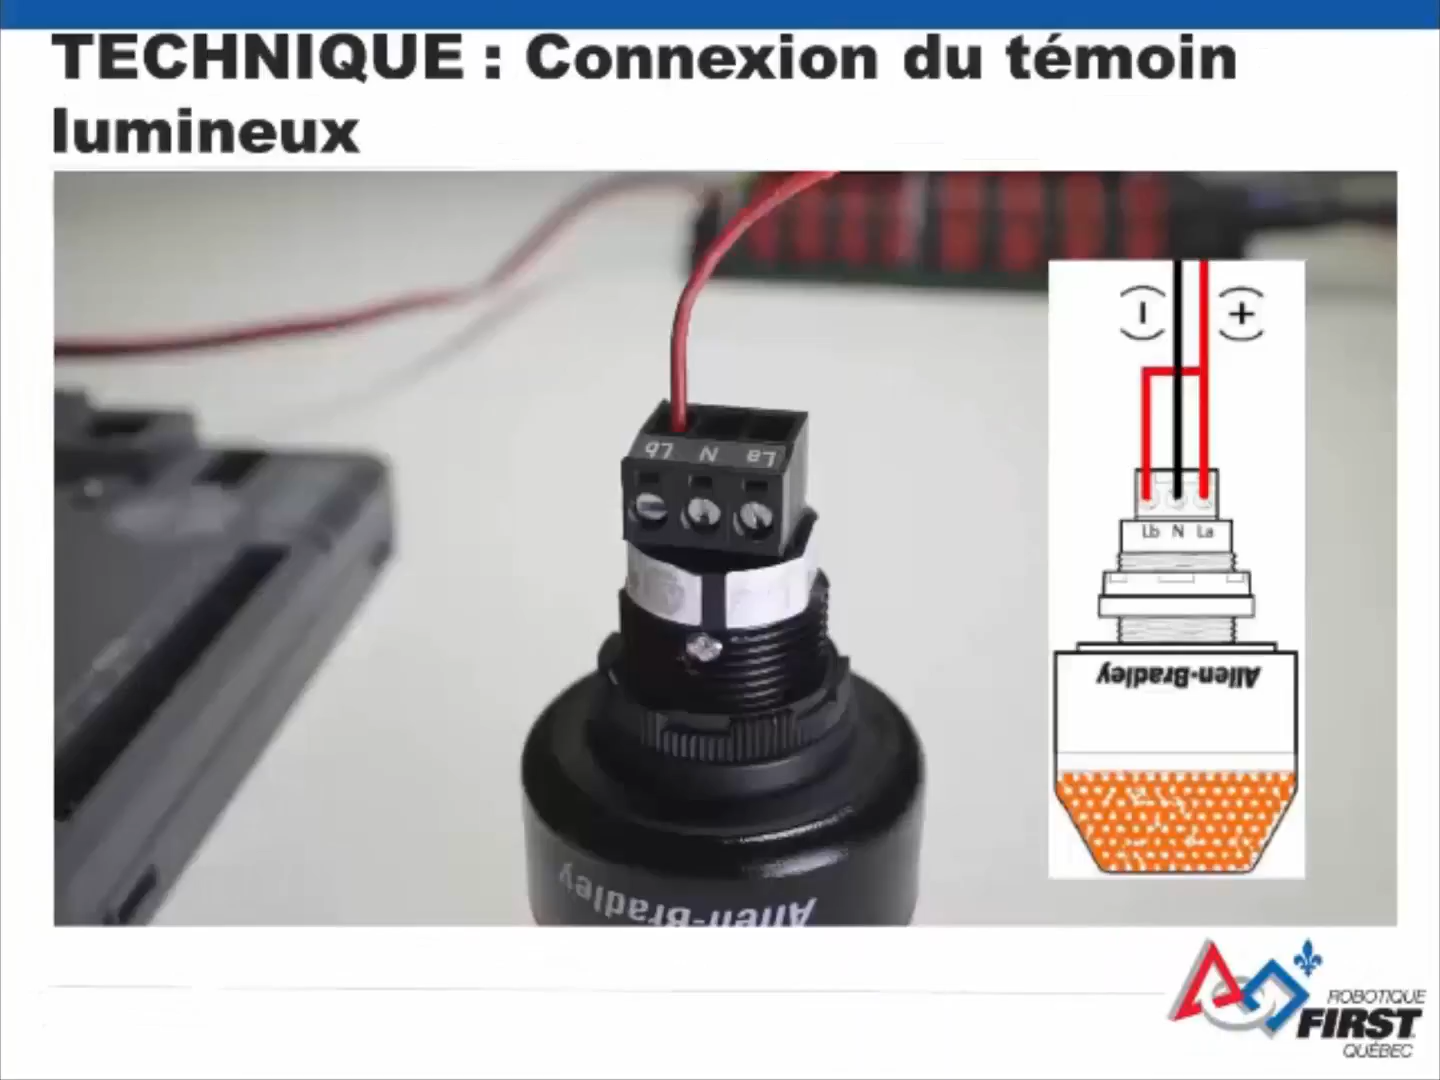 TECHNIQUE : Connexion du témoin
lumineux
Lb N La
Allen-Bradley
(-) (+)
Lb N La
Allen-Bradley
ROBOTIQUE
FIRST
QUÉBEC